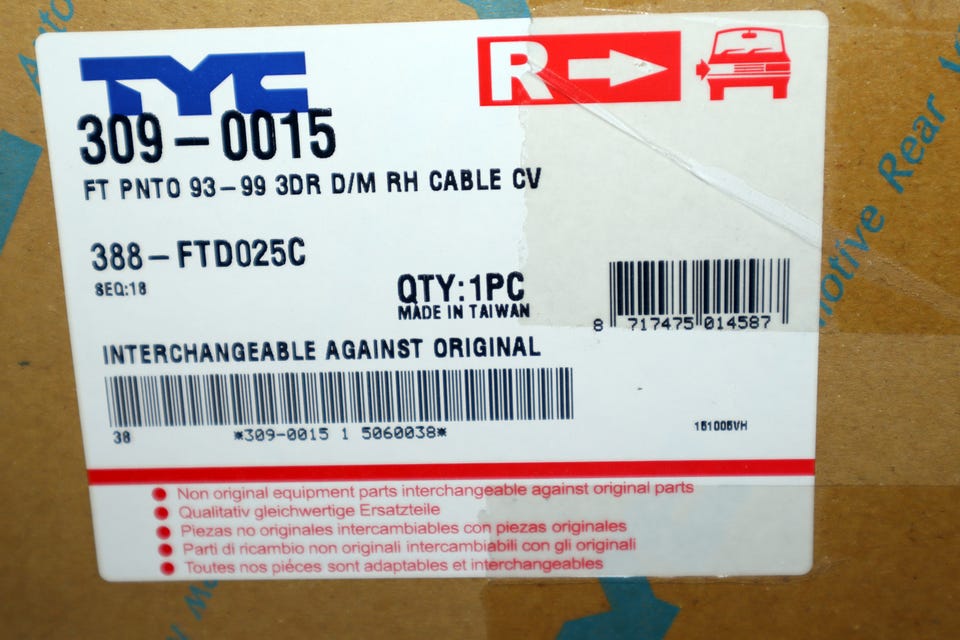 TYC
R
309-0015
FT PNTO 93-99 3DR D/M RH CABLE CV
388-FTD025C
SEQ:18
QTY:1PC
MADE IN TAIWAN
8 717475 014587
INTERCHANGEABLE AGAINST ORIGINAL
38 *309-0015 1 5060038*
151005VH
Non original equipment parts interchangeable against original parts
Qualitativ gleichwertige Ersatzteile
Piezas no originales intercambiables con piezas originales
Parti di ricambio non originali intercambiabili con gli originali
Toutes nos piéces sont adaptables et interchangeables
Rear